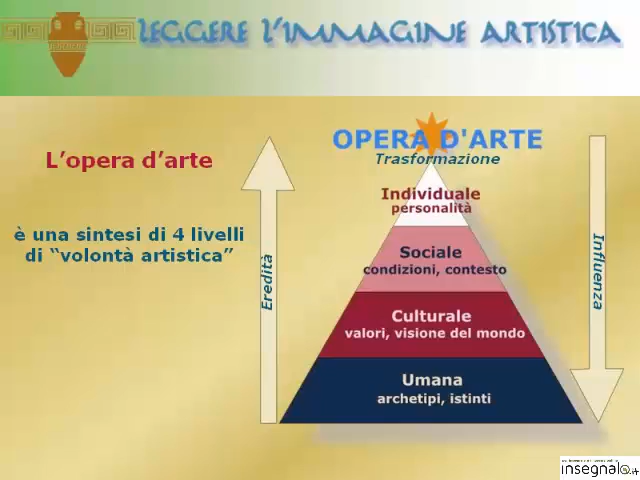 LEGGERE L'IMMAGINE ARTISTICA
L'opera d'arte
è una sintesi di 4 livelli
di “volontà artistica”
OPERA D'ARTE
Trasformazione
Individuale
personalità
Sociale
condizioni, contesto
Culturale
valori, visione del mondo
Umana
archetipi, istinti
Eredità
Influenza
insegnalo.it